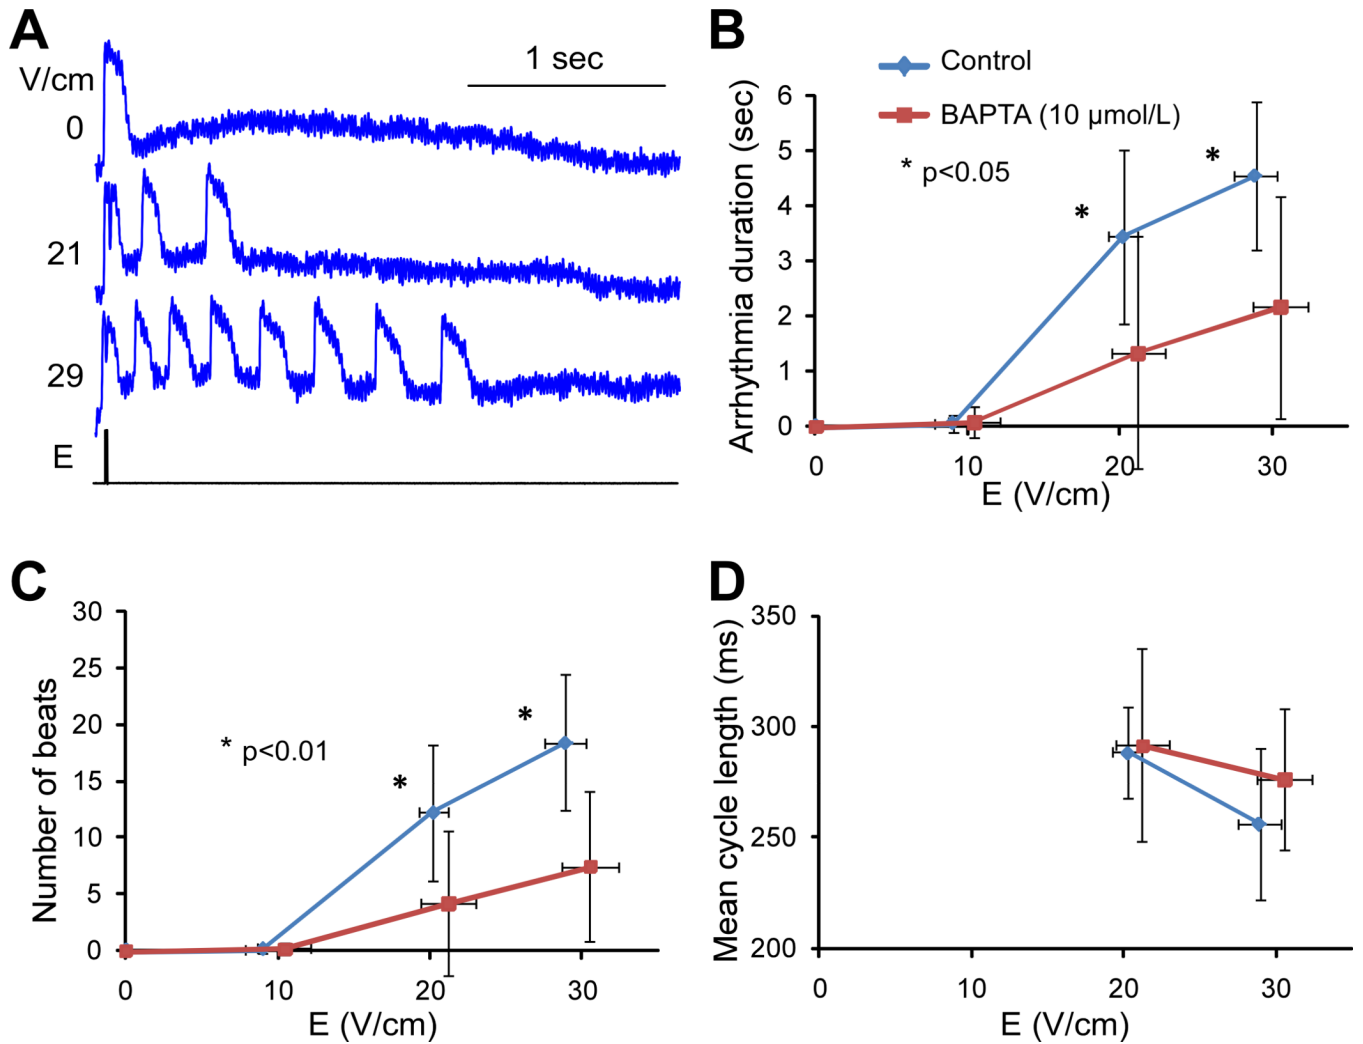 A
V/cm
1 sec
0
21
29
E
B
Control
BAPTA (10 µmol/L)
* p<0.05
*
*
Arrhythmia duration (sec)
6
5
4
3
2
1
0
0
10
20
30
E (V/cm)
C
* p<0.01
*
*
Number of beats
30
25
20
15
10
5
0
0
10
20
30
E (V/cm)
D
Mean cycle length (ms)
350
300
250
200
0
10
20
30
E (V/cm)